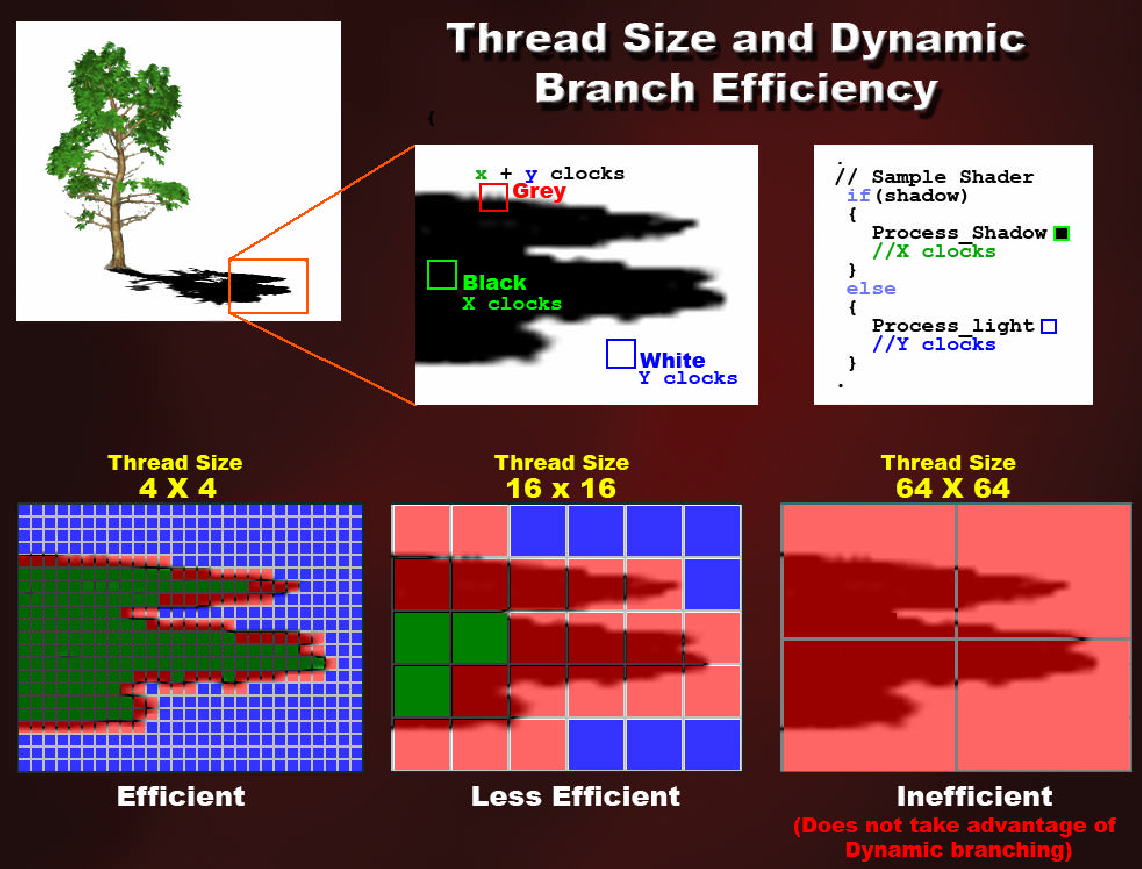 Thread Size and Dynamic
Branch Efficiency
{
x + y clocks
Grey
Black
X clocks
White
Y clocks
.
// Sample Shader
if(shadow)
{
Process_Shadow
//X clocks
}
else
{
Process_light
//Y clocks
}
.
Thread Size
4 X 4
Thread Size
16 x 16
Thread Size
64 X 64
Efficient
Less Efficient
Inefficient
(Does not take advantage of
Dynamic branching)